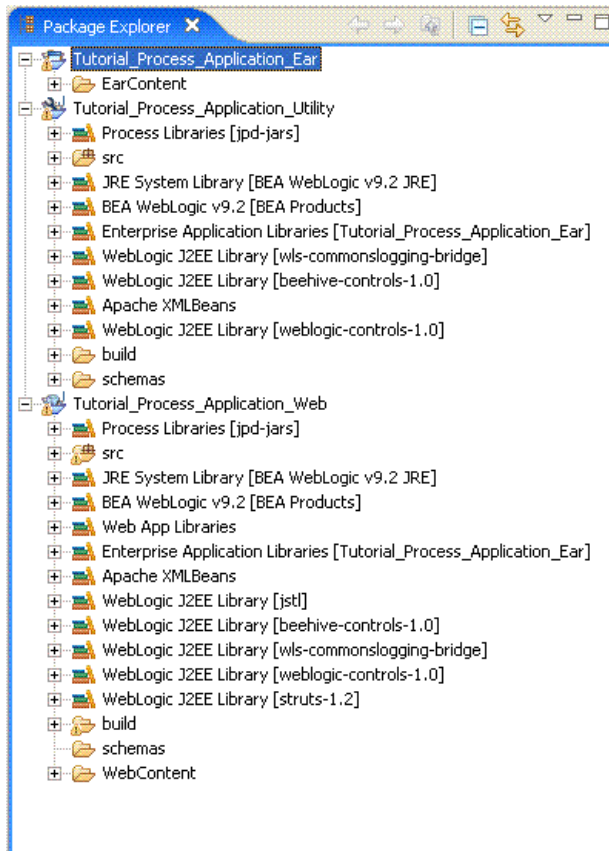 Package Explorer
Tutorial_Process_Application_Ear
EarContent
Tutorial_Process_Application_Utility
Process Libraries [jpd-jars]
src
JRE System Library [BEA WebLogic v9.2 JRE]
BEA WebLogic v9.2 [BEA Products]
Enterprise Application Libraries [Tutorial_Process_Application_Ear]
WebLogic J2EE Library [wls-commonslogging-bridge]
WebLogic J2EE Library [beehive-controls-1.0]
Apache XMLBeans
WebLogic J2EE Library [weblogic-controls-1.0]
build
schemas
Tutorial_Process_Application_Web
Process Libraries [jpd-jars]
src
JRE System Library [BEA WebLogic v9.2 JRE]
BEA WebLogic v9.2 [BEA Products]
Web App Libraries
Enterprise Application Libraries [Tutorial_Process_Application_Ear]
Apache XMLBeans
WebLogic J2EE Library [jstl]
WebLogic J2EE Library [beehive-controls-1.0]
WebLogic J2EE Library [wls-commonslogging-bridge]
WebLogic J2EE Library [weblogic-controls-1.0]
WebLogic J2EE Library [struts-1.2]
build
schemas
WebContent